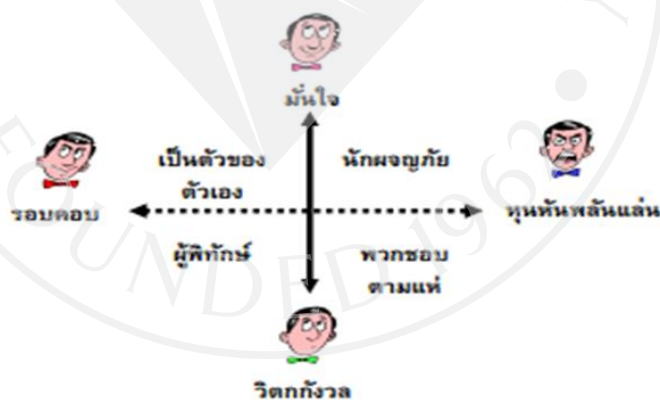 มั่นใจ
เป็นตัวของ
ตัวเอง
นักผจญภัย
รอบคอบ
หุนหันพลันแล่น
ผู้พิทักษ์
พวกชอบ
ตามแห่
วิตกกังวล
FOUNDED 196